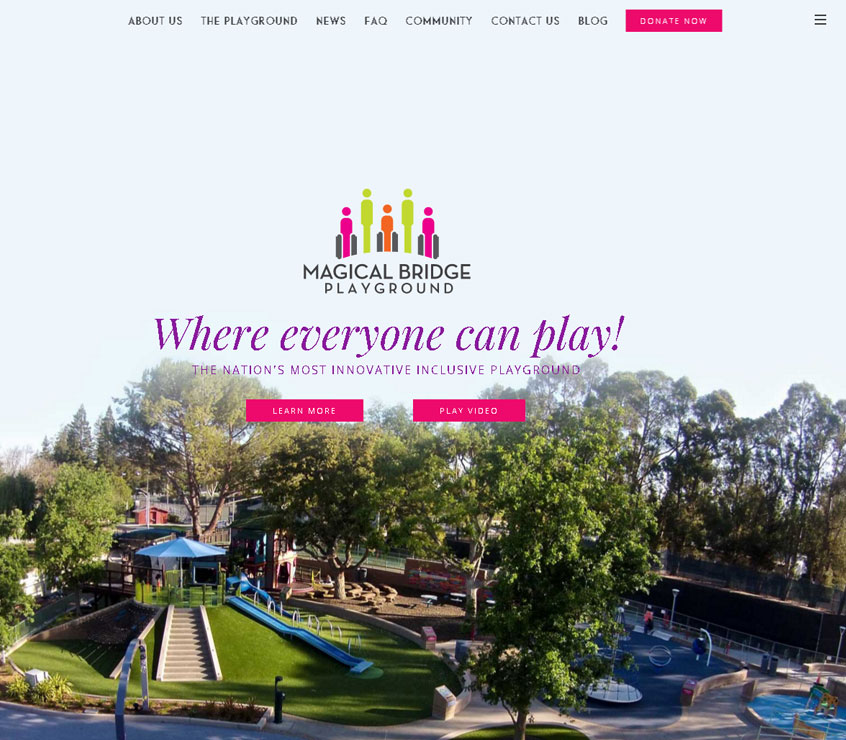 ABOUT US THE PLAYGROUND NEWS FAQ COMMUNITY CONTACT US BLOG DONATE NOW
MAGICAL BRIDGE
PLAYGROUND
Where everyone can play!
THE NATION'S MOST INNOVATIVE INCLUSIVE PLAYGROUND
LEARN MORE PLAY VIDEO